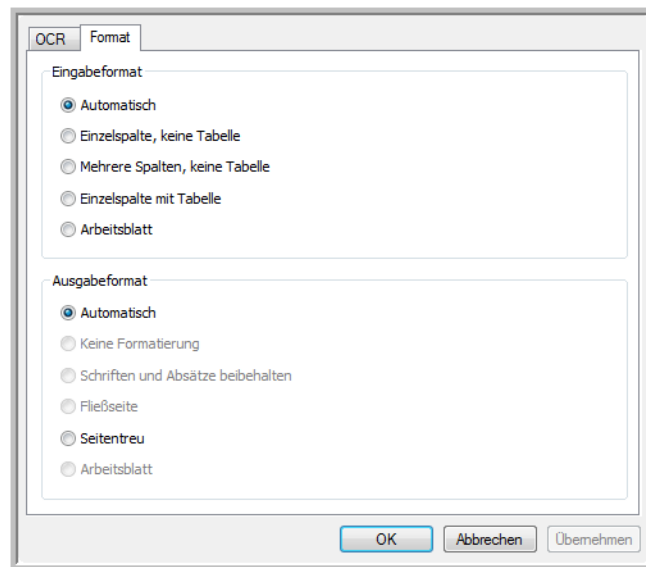 OCR Format
Eingabeformat
Automatisch
Einzelspalte, keine Tabelle
Mehrere Spalten, keine Tabelle
Einzelspalte mit Tabelle
Arbeitsblatt
Ausgabeformat
Automatisch
Keine Formatierung
Schriften und Absätze beibehalten
Fließseite
Seitentreu
Arbeitsblatt
OK Abbrechen Übernehmen